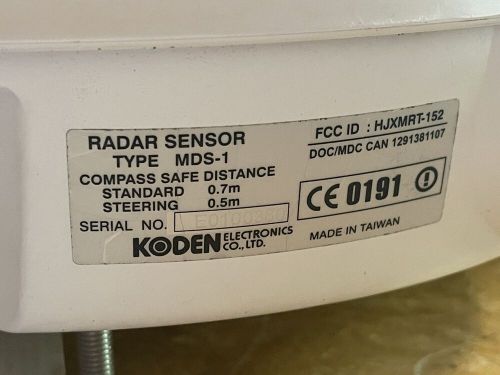 RADAR SENSOR
TYPE MDS-1
COMPASS SAFE DISTANCE
STANDARD 0.7m
STEERING 0.5m
SERIAL NO.
KODEN ELECTRONICS CO.,LTD.
FCC ID : HJXMRT-152
DOC/MDC CAN 1291381107
CE 0191
MADE IN TAIWAN